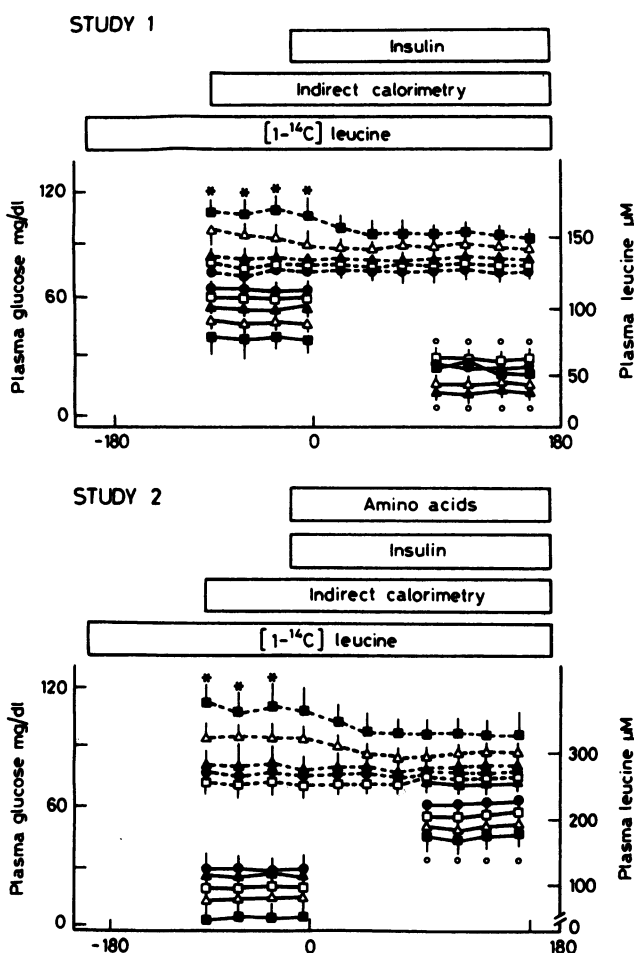 STUDY 1
Insulin
Indirect calorimetry
[1-¹⁴C] leucine
Plasma glucose mg/dl
120
60
0
Plasma leucine µM
150
100
50
0
-180
0
180
STUDY 2
Amino acids
Insulin
Indirect calorimetry
[1-¹⁴C] leucine
Plasma glucose mg/dl
120
60
0
Plasma leucine µM
300
200
100
0
-180
0
180